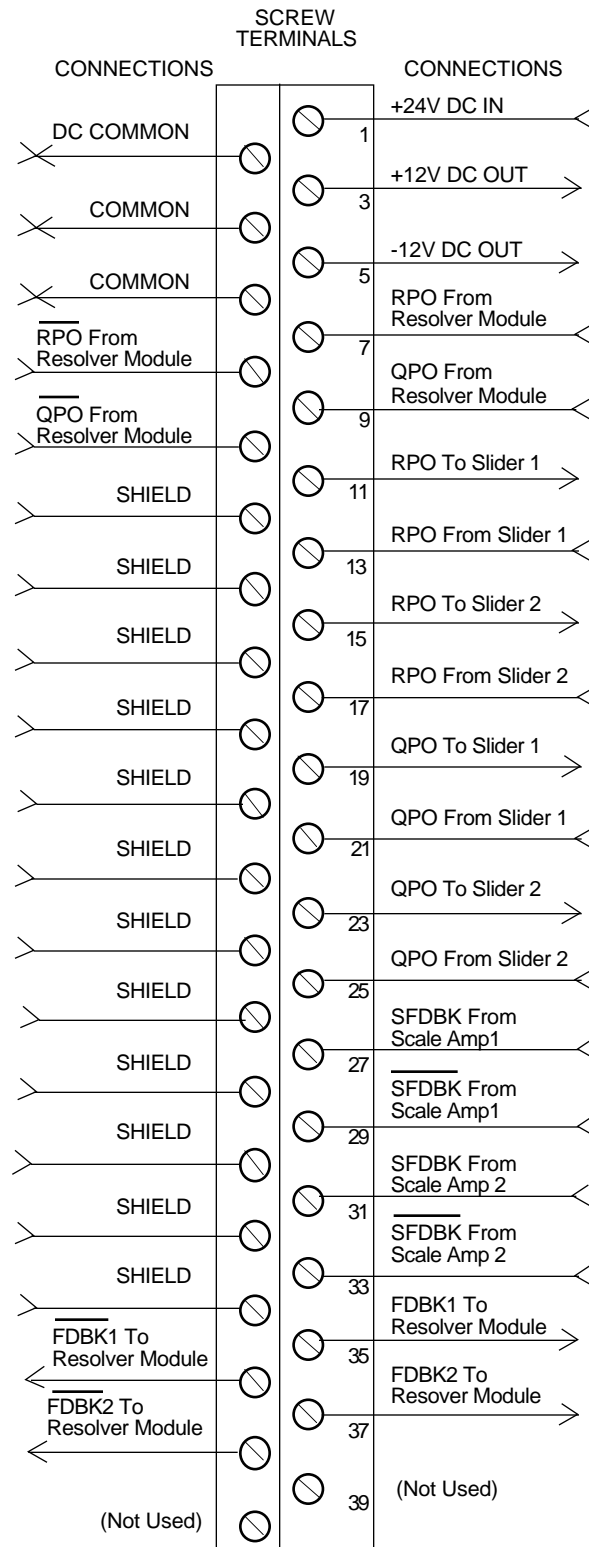 SCREW
TERMINALS
CONNECTIONS
CONNECTIONS
+24V DC IN
1
DC COMMON
+12V DC OUT
3
COMMON
-12V DC OUT
5
COMMON
RPO From
Resolver Module
7
RPO From
Resolver Module
QPO From
Resolver Module
9
QPO From
Resolver Module
RPO To Slider 1
11
SHIELD
RPO From Slider 1
13
SHIELD
RPO To Slider 2
15
SHIELD
RPO From Slider 2
17
SHIELD
QPO To Slider 1
19
SHIELD
QPO From Slider 1
21
SHIELD
QPO To Slider 2
23
SHIELD
QPO From Slider 2
25
SHIELD
SFDBK From
Scale Amp1
27
SHIELD
SFDBK From
Scale Amp1
29
SHIELD
SFDBK From
Scale Amp 2
31
SHIELD
SFDBK From
Scale Amp 2
33
SHIELD
FDBK1 To
Resolver Module
35
FDBK1 To
Resolver Module
FDBK2 To
Resover Module
37
FDBK2 To
Resolver Module
39
(Not Used)
(Not Used)